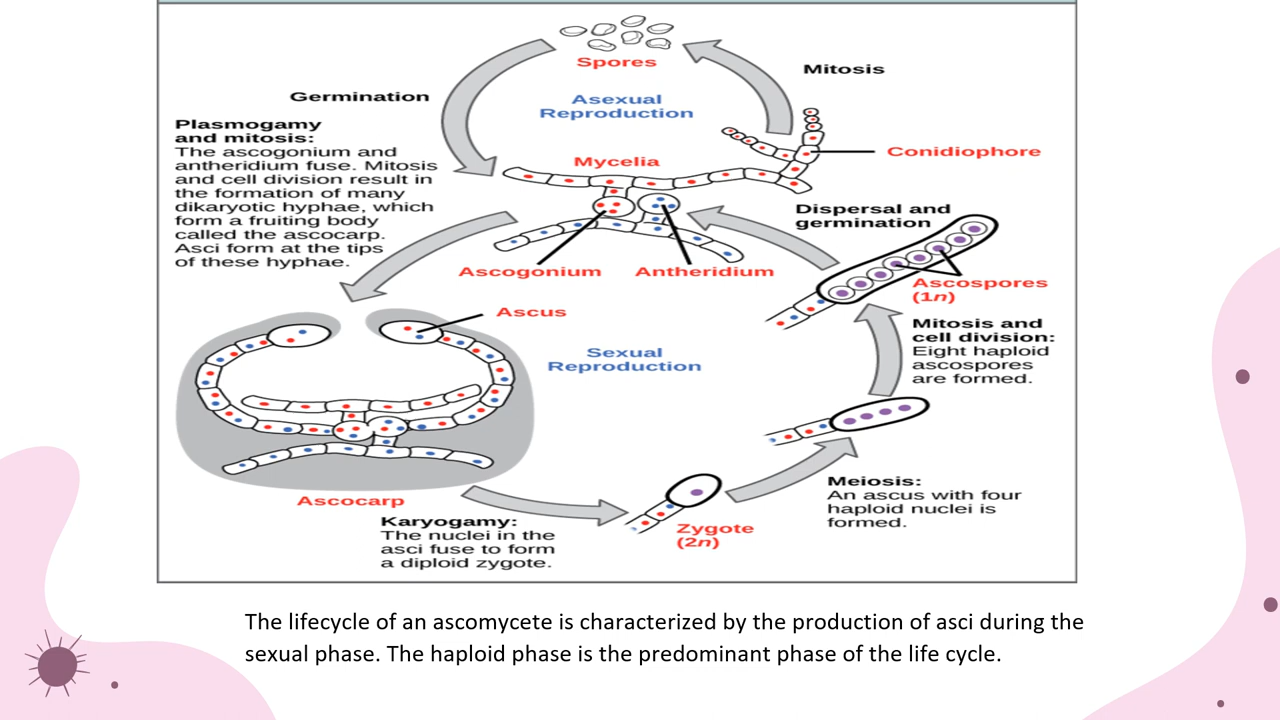 Spores
Mitosis
Germination
Asexual
Reproduction
Plasmogamy
and mitosis:
The ascogonium and
antheridium fuse. Mitosis
and cell division result in
the formation of many
dikaryotic hyphae, which
form a fruiting body
called the ascocarp.
Asci form at the tips
of these hyphae.
Mycelia
Conidiophore
Dispersal and
germination
Ascogonium
Antheridium
Ascospores
(1n)
Ascus
Sexual
Reproduction
Mitosis and
cell division:
Eight haploid
ascospores
are formed.
Meiosis:
An ascus with four
haploid nuclei is
formed.
Ascocarp
Karyogamy:
The nuclei in the
asci fuse to form
a diploid zygote.
Zygote
(2n)
The lifecycle of an ascomycete is characterized by the production of asci during the
sexual phase. The haploid phase is the predominant phase of the life cycle.